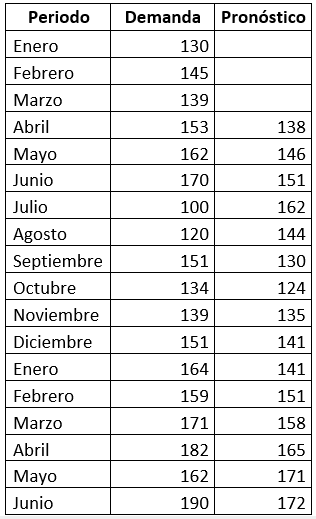 Periodo Demanda Pronóstico
Enero 130
Febrero 145
Marzo 139
Abril 153 138
Mayo 162 146
Junio 170 151
Julio 100 162
Agosto 120 144
Septiembre 151 130
Octubre 134 124
Noviembre 139 135
Diciembre 151 141
Enero 164 141
Febrero 159 151
Marzo 171 158
Abril 182 165
Mayo 162 171
Junio 190 172